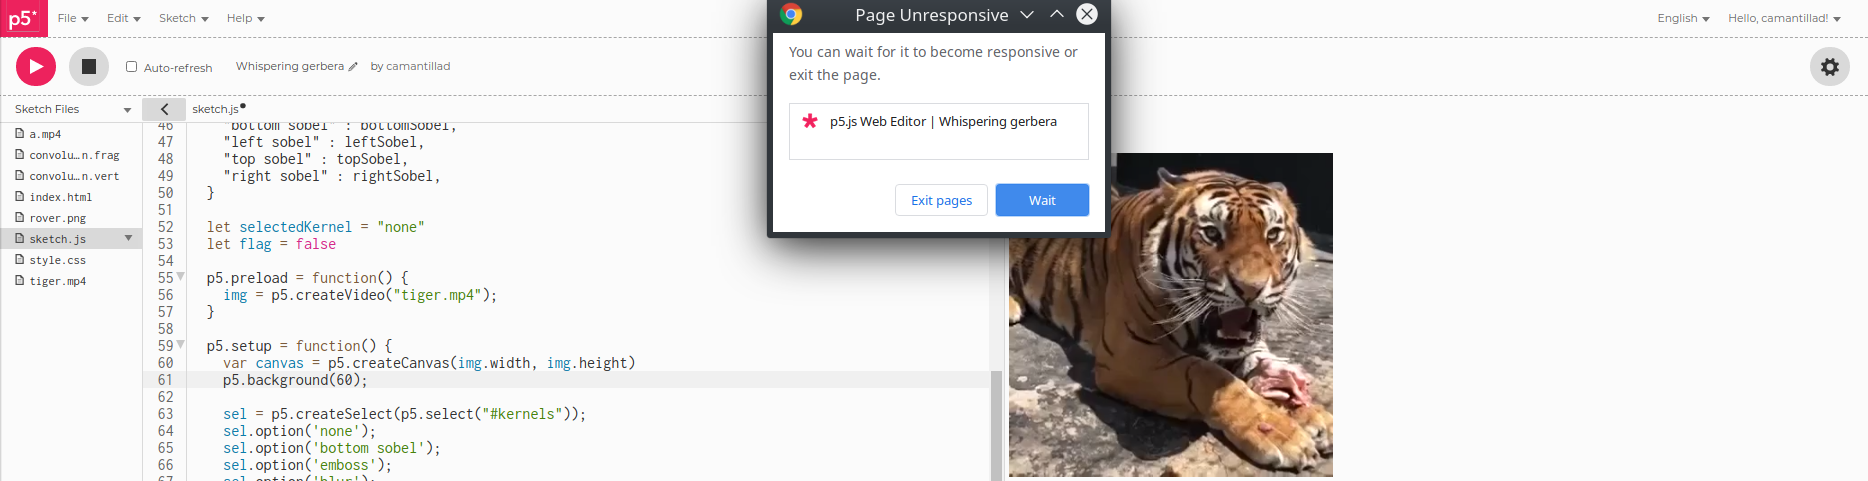 p5*
File
Edit
Sketch
Help
English
Hello, camantillad!
Auto-refresh
Whispering gerbera
by camantillad
Page Unresponsive
You can wait for it to become responsive or
exit the page.
p5.js Web Editor | Whispering gerbera
Exit pages
Wait
Sketch Files
a.mp4
convolu…n.frag
convolu…n.vert
index.html
rover.png
sketch.js
style.css
tiger.mp4
sketch.js
46 "bottom sobel" : bottomSobel,
47 "left sobel" : leftSobel,
48 "top sobel" : topSobel,
49 "right sobel" : rightSobel,
50 }
51
52 let selectedKernel = "none"
53 let flag = false
54
55 p5.preload = function() {
56 img = p5.createVideo("tiger.mp4");
57 }
58
59 p5.setup = function() {
60 var canvas = p5.createCanvas(img.width, img.height)
61 p5.background(60);
62
63 sel = p5.createSelect(p5.select("#kernels"));
64 sel.option('none');
65 sel.option('bottom sobel');
66 sel.option('emboss');
67 sel.option('blur');